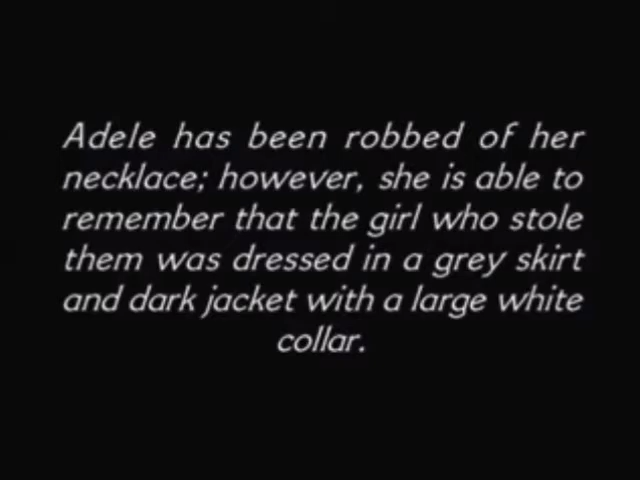 Adele has been robbed of her
necklace; however, she is able to
remember that the girl who stole
them was dressed in a grey skirt
and dark jacket with a large white
collar.